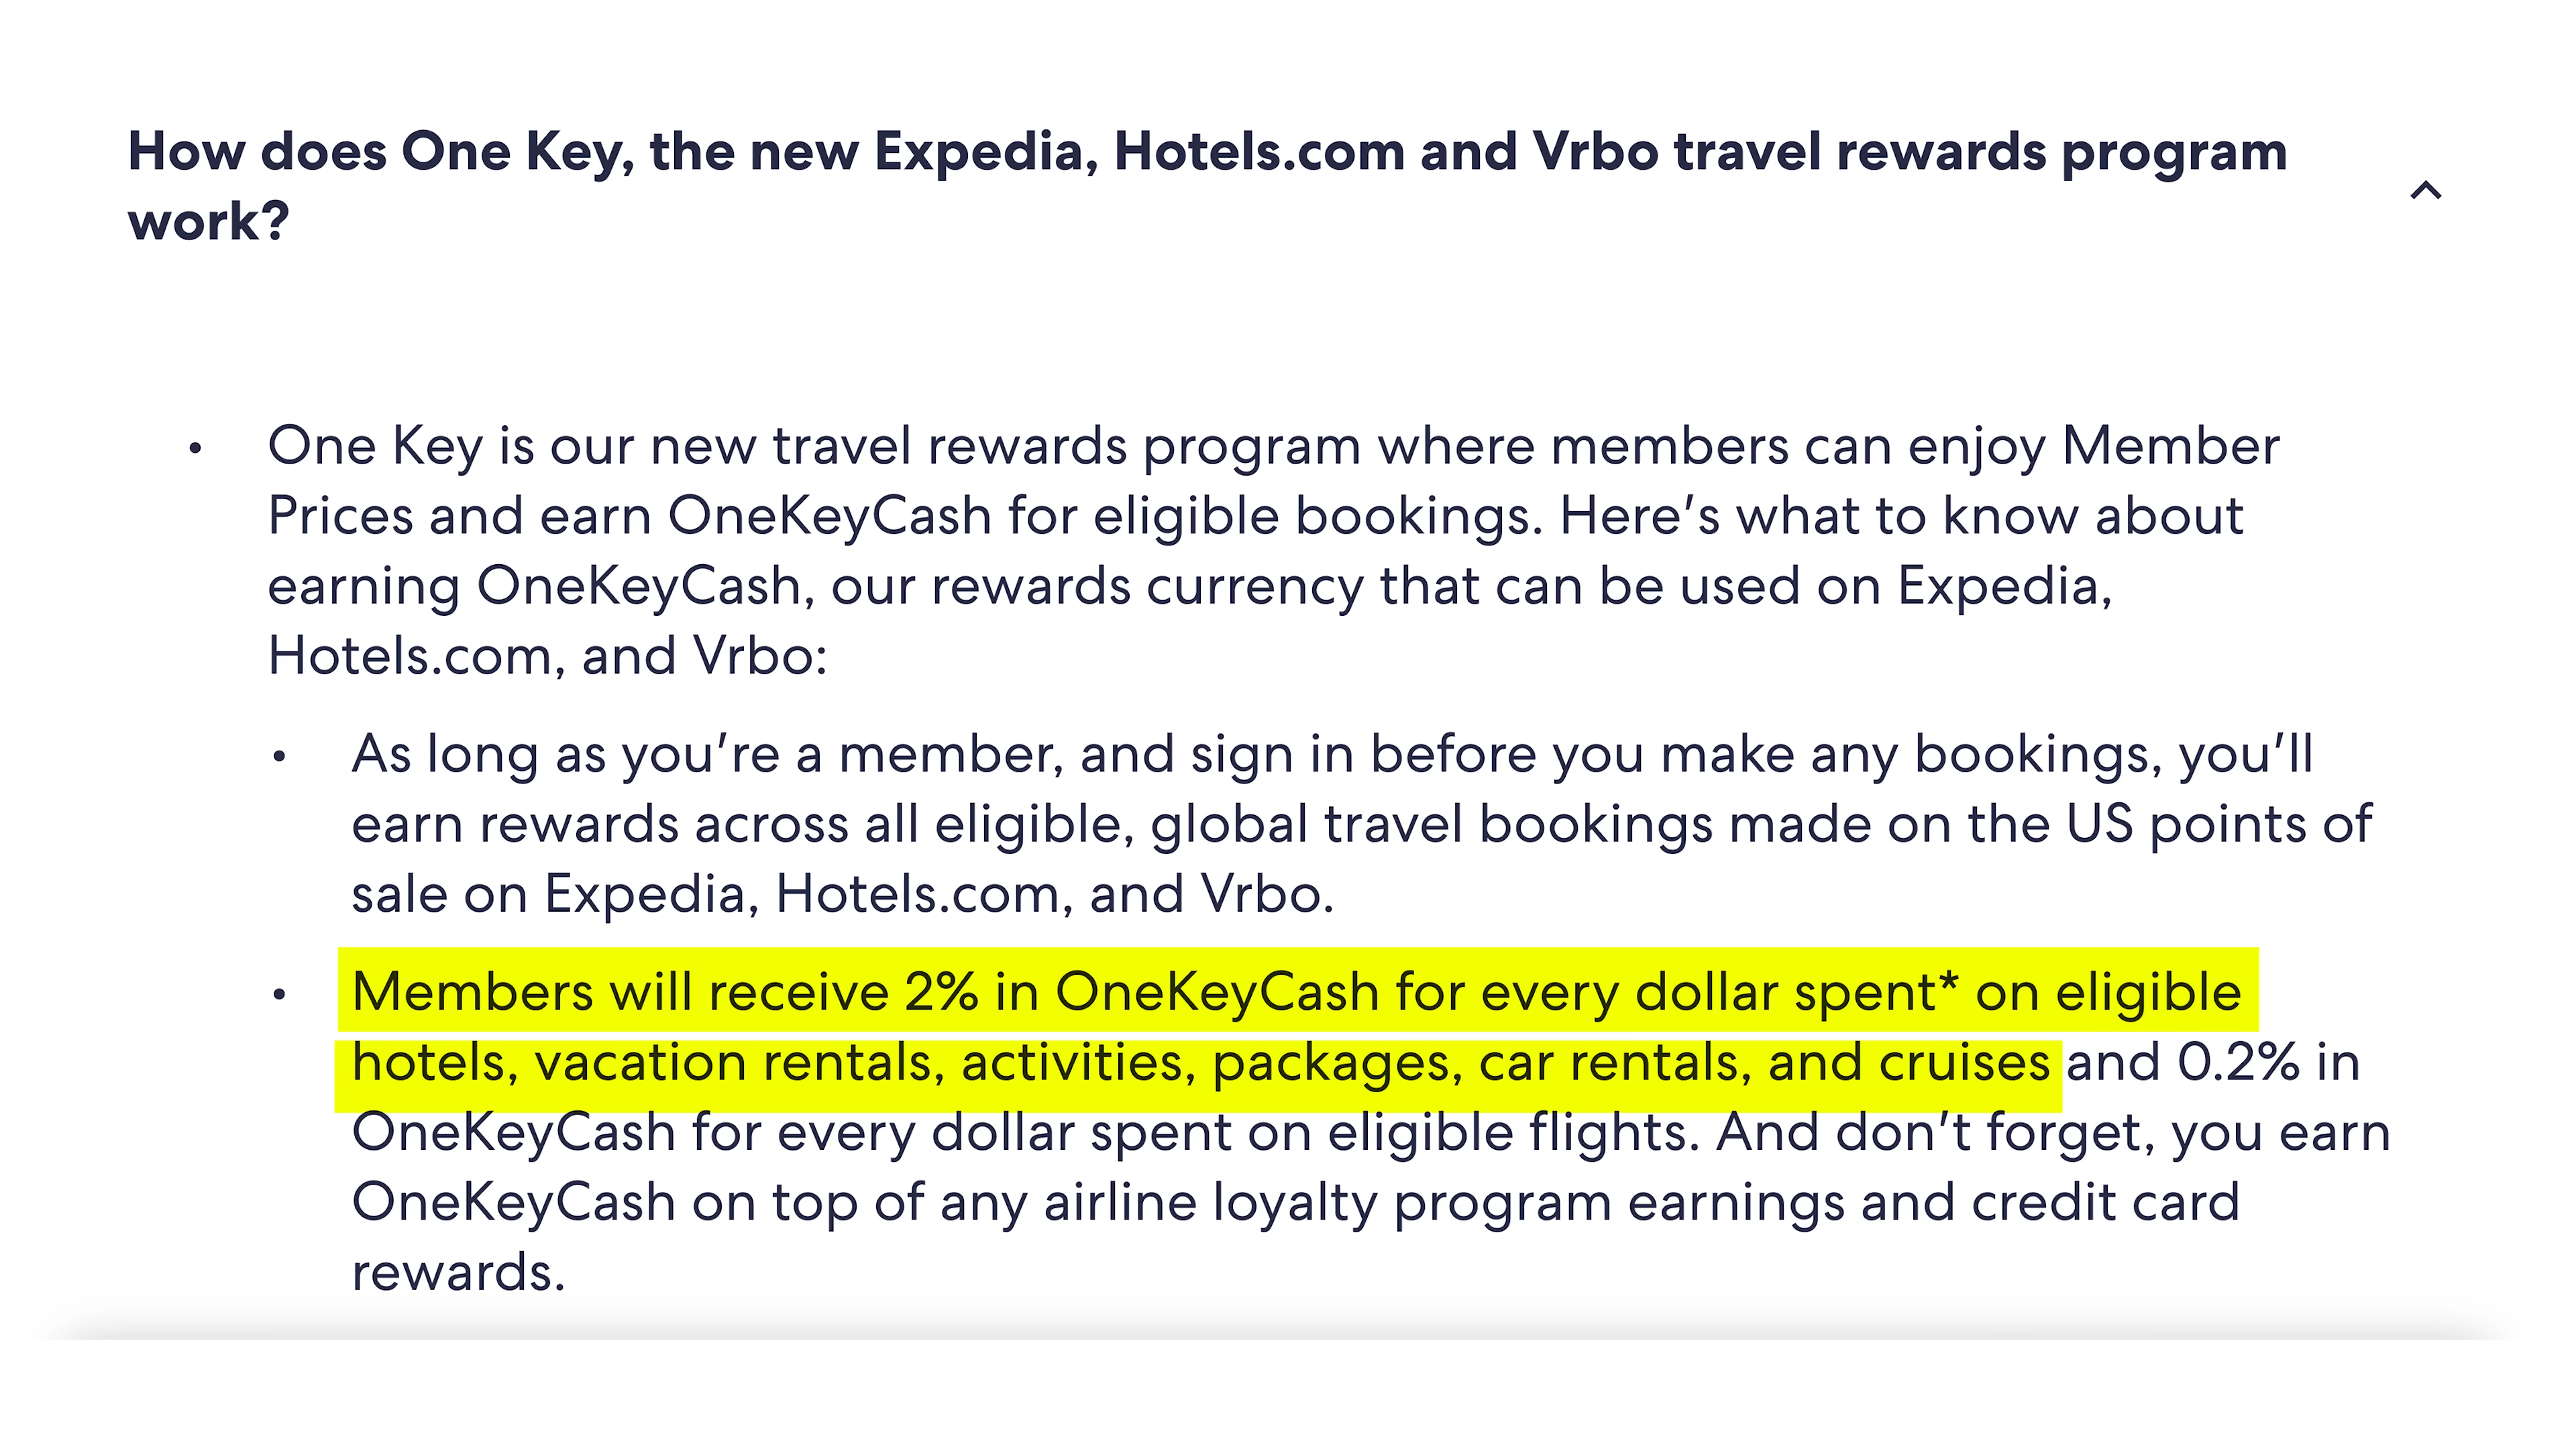 How does One Key, the new Expedia, Hotels.com and Vrbo travel rewards program
work?
• One Key is our new travel rewards program where members can enjoy Member
Prices and earn OneKeyCash for eligible bookings. Here's what to know about
earning OneKeyCash, our rewards currency that can be used on Expedia,
Hotels.com, and Vrbo:
• As long as you're a member, and sign in before you make any bookings, you'll
earn rewards across all eligible, global travel bookings made on the US points of
sale on Expedia, Hotels.com, and Vrbo.
• Members will receive 2% in OneKeyCash for every dollar spent* on eligible
hotels, vacation rentals, activities, packages, car rentals, and cruises and 0.2% in
OneKeyCash for every dollar spent on eligible flights. And don't forget, you earn
OneKeyCash on top of any airline loyalty program earnings and credit card
rewards.